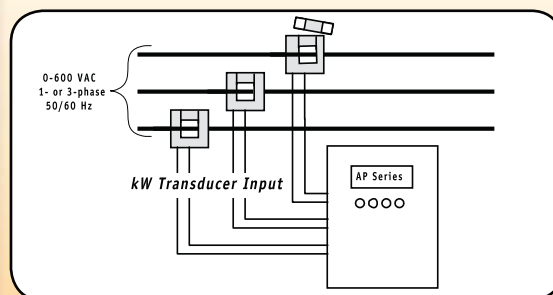 0-600 VAC
1- or 3-phase
50/60 Hz
kW Transducer Input
AP Series